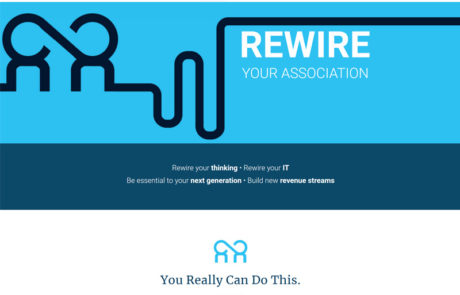 REWIRE
YOUR ASSOCIATION
Rewire your thinking • Rewire your IT
Be essential to your next generation • Build new revenue streams
You Really Can Do This.